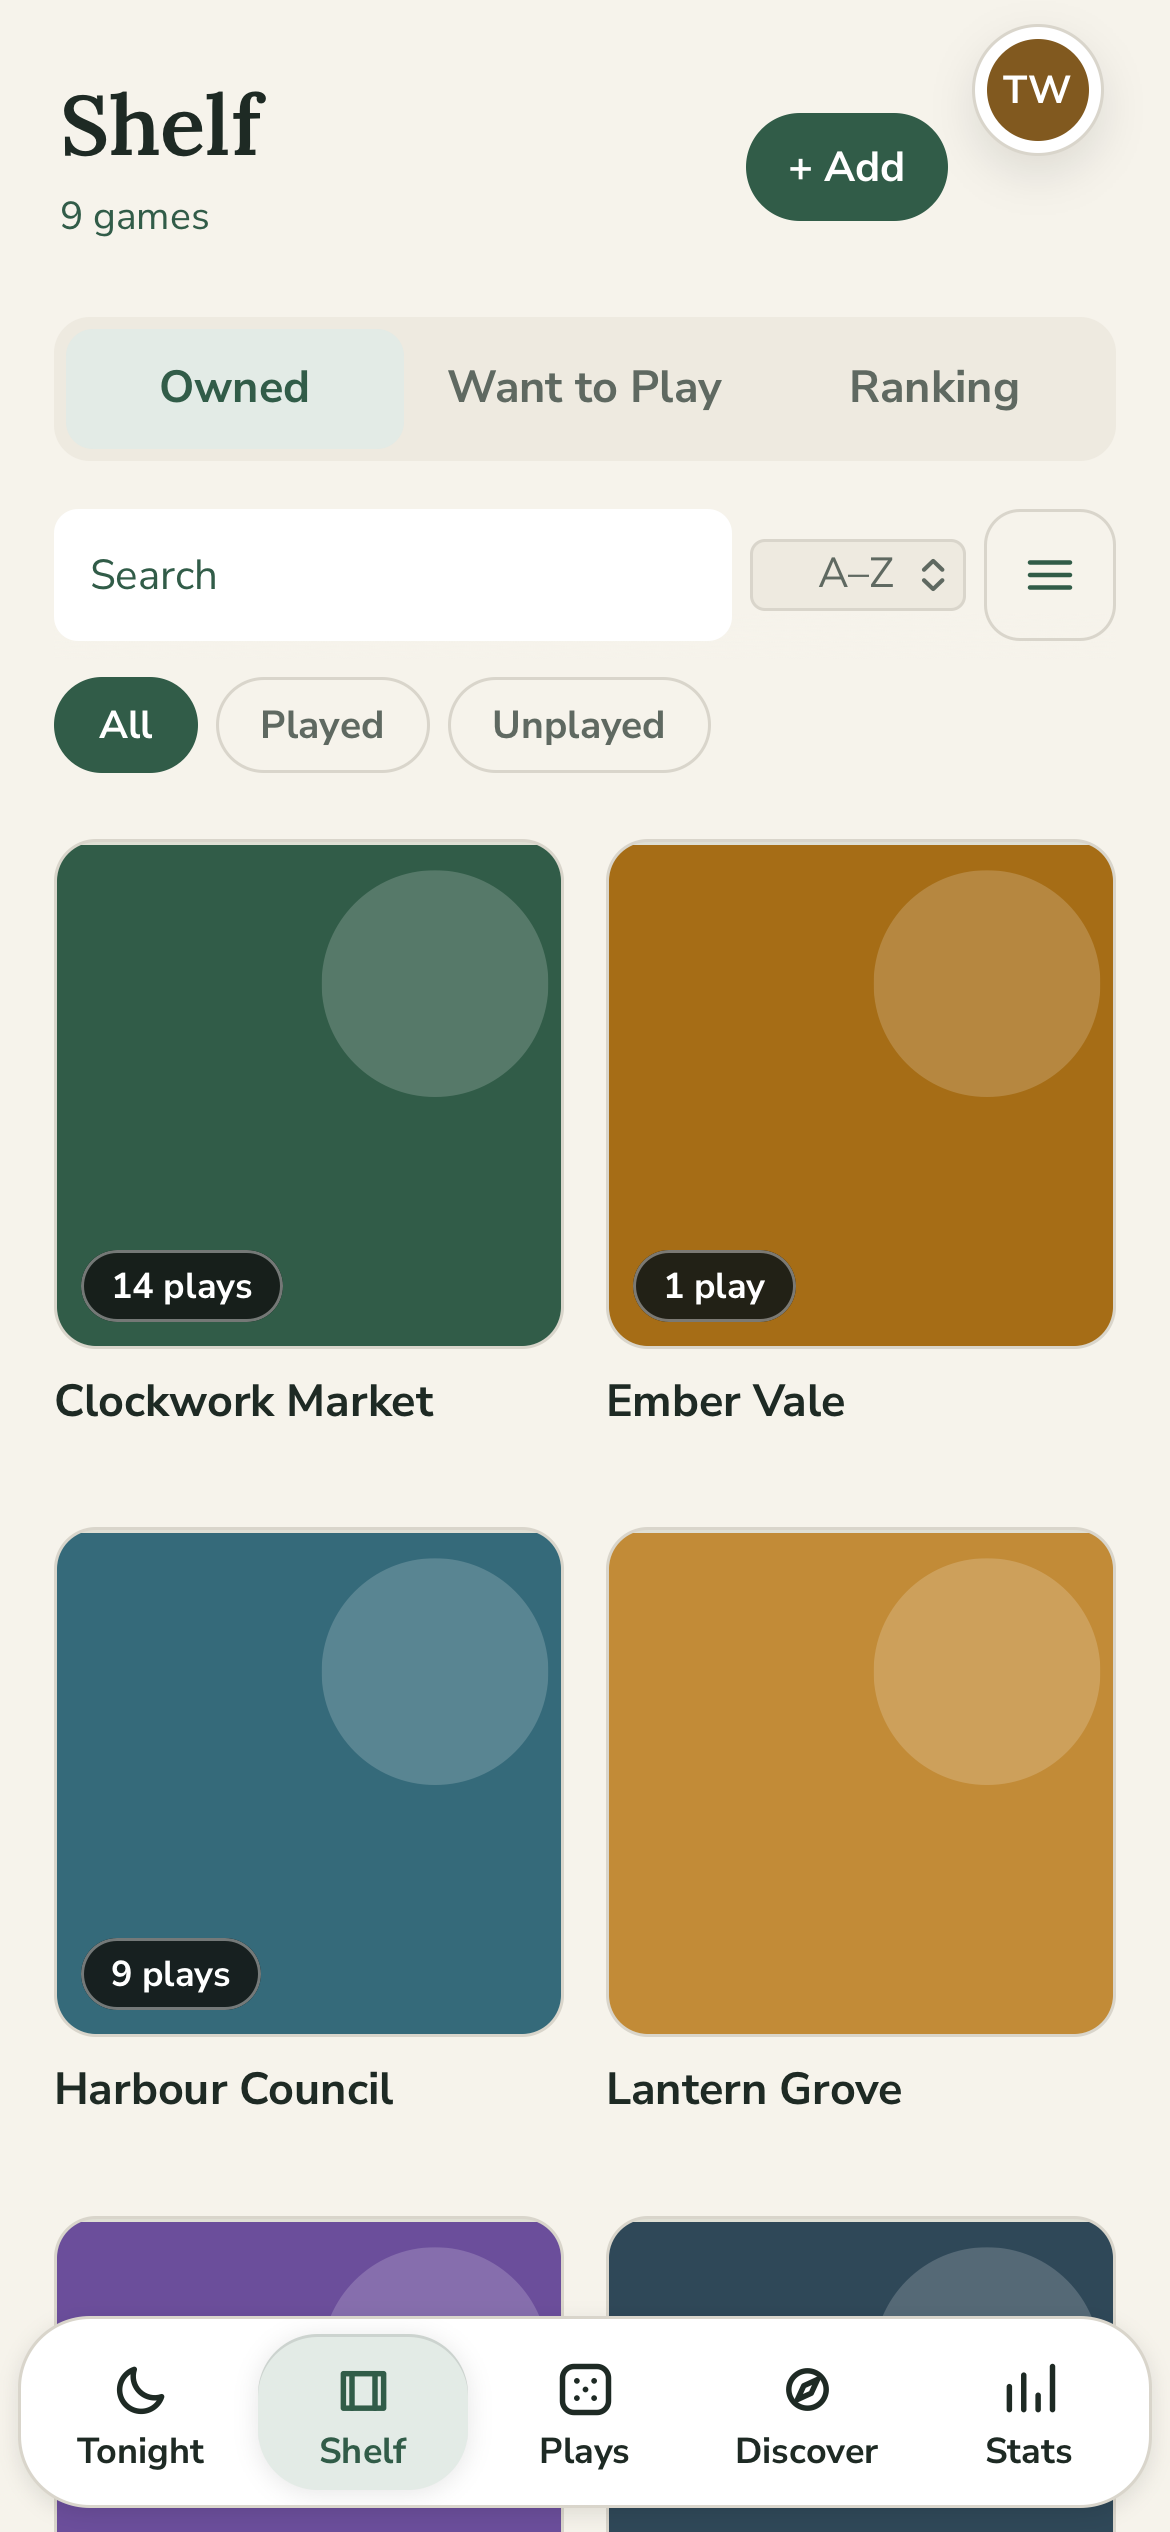 TW
Shelf
+ Add
9 games
Owned Want to Play Ranking
Search A–Z
All Played Unplayed
14 plays 1 play
Clockwork Market Ember Vale
9 plays
Harbour Council Lantern Grove
Tonight Shelf Plays Discover Stats